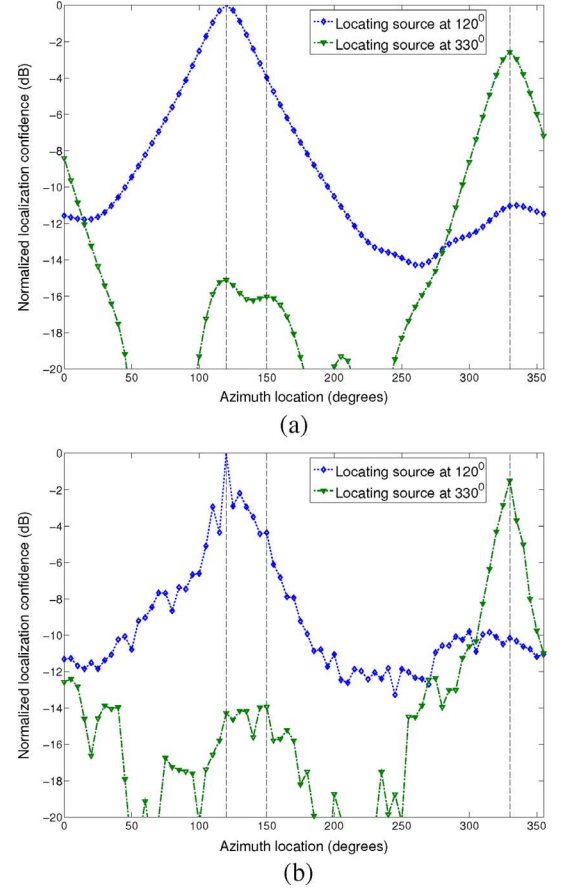 0
Locating source at 120⁰
Locating source at 330⁰
-2
-4
-6
-8
-10
-12
-14
-16
-18
-20
Normalized localization confidence (dB)
0 50 100 150 200 250 300 350
Azimuth location (degrees)
(a)
0
Locating source at 120⁰
Locating source at 330⁰
-2
-4
-6
-8
-10
-12
-14
-16
-18
-20
Normalized localization confidence (dB)
0 50 100 150 200 250 300 350
Azimuth location (degrees)
(b)